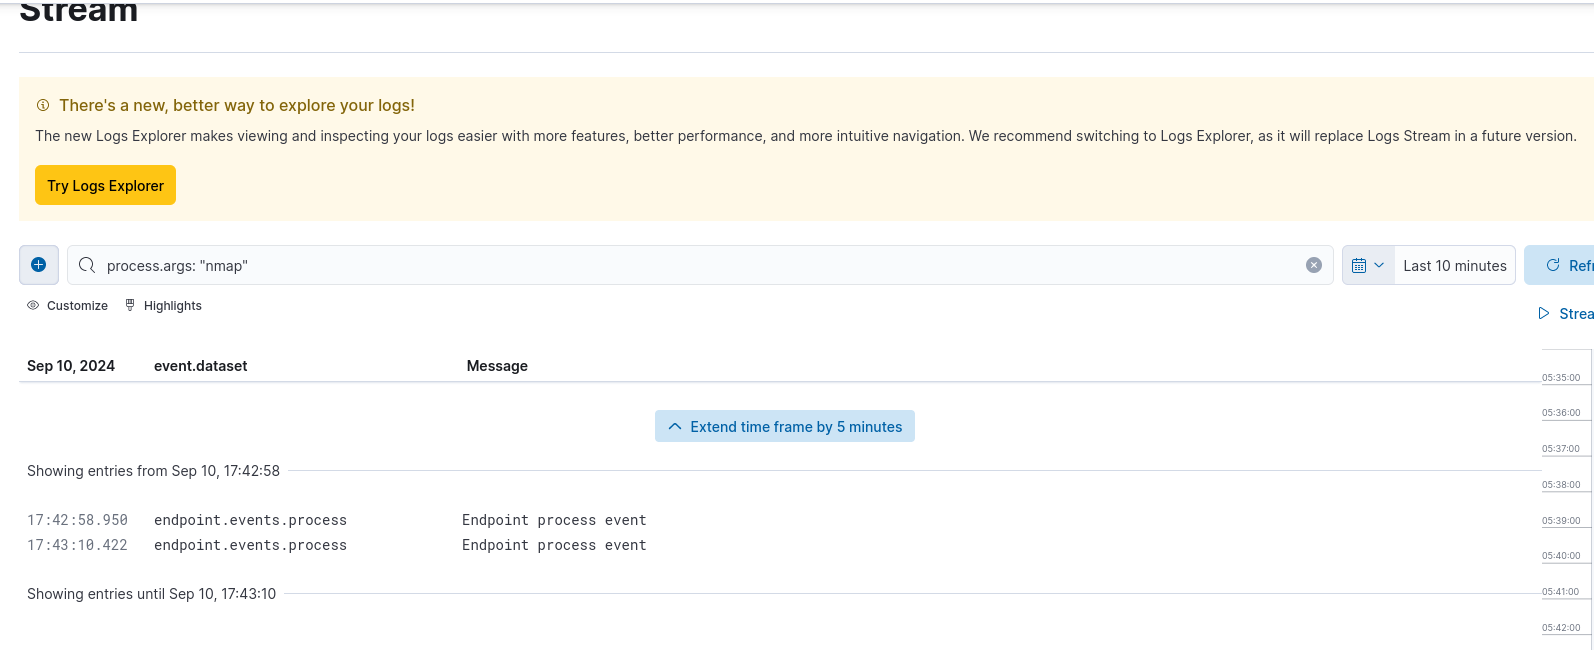 Stream
There's a new, better way to explore your logs!
The new Logs Explorer makes viewing and inspecting your logs easier with more features, better performance, and more intuitive navigation. We recommend switching to Logs Explorer, as it will replace Logs Stream in a future version.
Try Logs Explorer
process.args: "nmap"
Last 10 minutes
Refr
Customize
Highlights
Strea
Sep 10, 2024 event.dataset Message
05:35:00
05:36:00
Extend time frame by 5 minutes
05:37:00
Showing entries from Sep 10, 17:42:58
05:38:00
17:42:58.950 endpoint.events.process Endpoint process event
05:39:00
17:43:10.422 endpoint.events.process Endpoint process event
05:40:00
Showing entries until Sep 10, 17:43:10
05:41:00
05:42:00